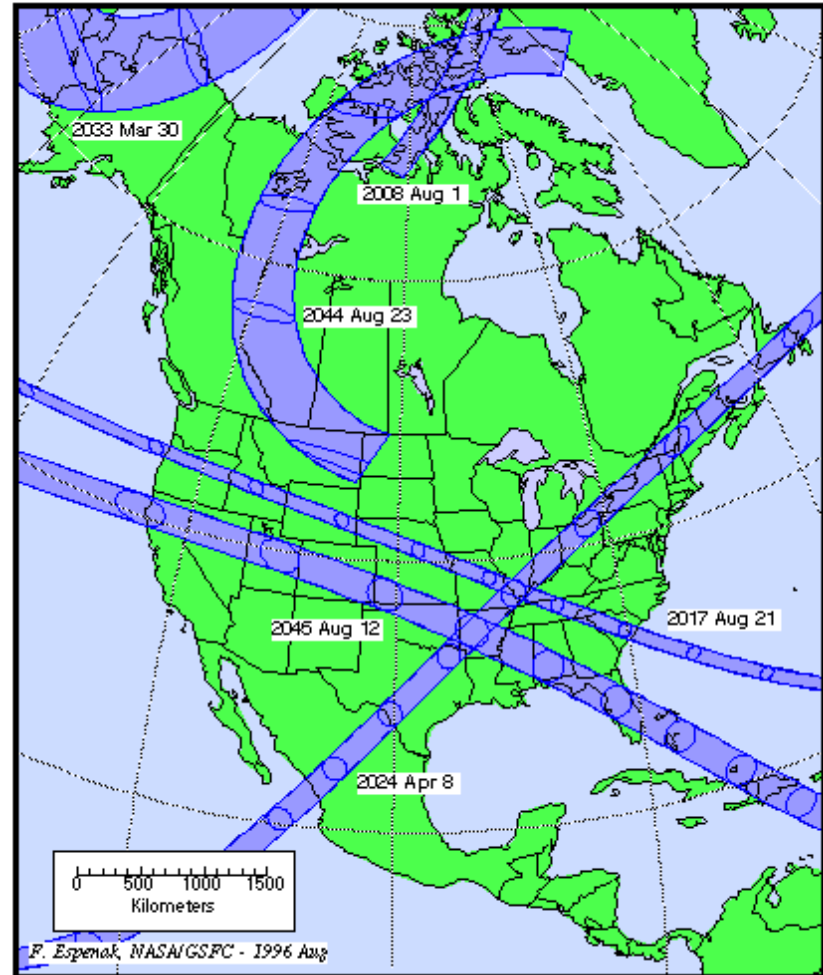 2033 Mar 30
2008 Aug 1
2044 Aug 23
2017 Aug 21
2045 Aug 12
2024 Apr 8
0 500 1000 1500
Kilometers
F. Espenak, NASA/GSFC - 1996 Aug